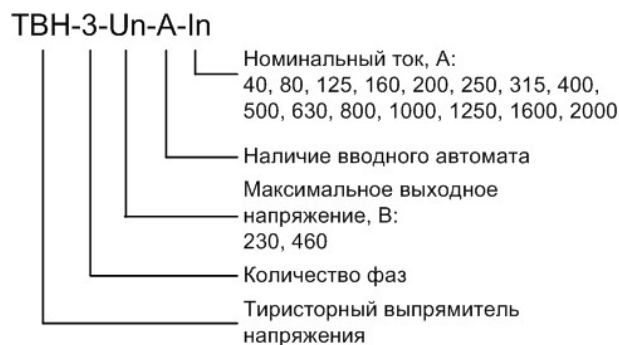 ТВН-3-Un-A-In
Номинальный ток, А:
40, 80, 125, 160, 200, 250, 315, 400,
500, 630, 800, 1000, 1250, 1600, 2000
Наличие вводного автомата
Максимальное выходное
напряжение, В:
230, 460
Количество фаз
Тиристорный выпрямитель
напряжения